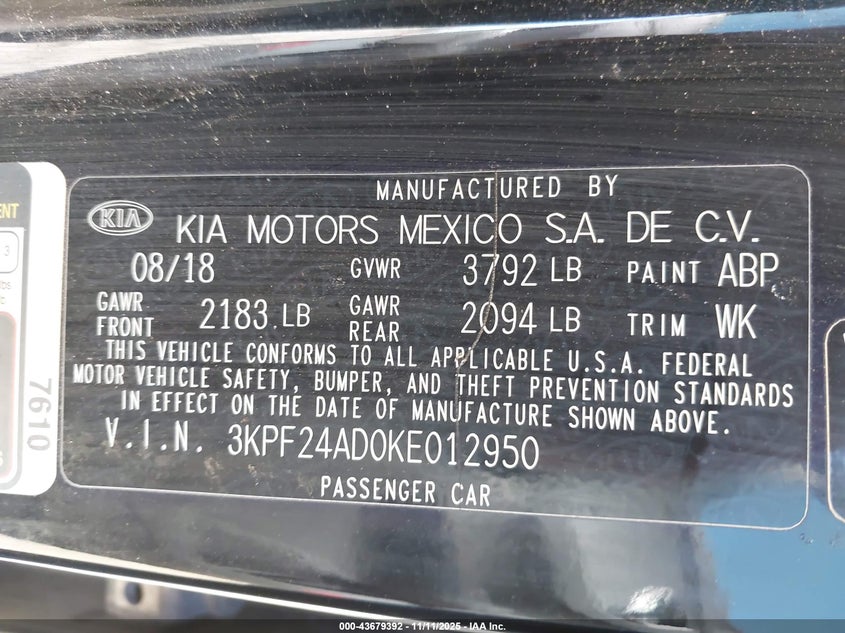 MANUFACTURED BY
KIA KIA MOTORS MEXICO S.A. DE C.V.
08/18 GVWR 3792 LB PAINT ABP
GAWR FRONT 2183 LB GAWR REAR 2094 LB TRIM WK
THIS VEHICLE CONFORMS TO ALL APPLICABLE U.S.A. FEDERAL
MOTOR VEHICLE SAFETY, BUMPER, AND THEFT PREVENTION STANDARDS
IN EFFECT ON THE DATE OF MANUFACTURE SHOWN ABOVE.
V.I.N. 3KPF24AD0KE012950
PASSENGER CAR
7610
3
000-43679392 - 11/11/2025 - IAA Inc.